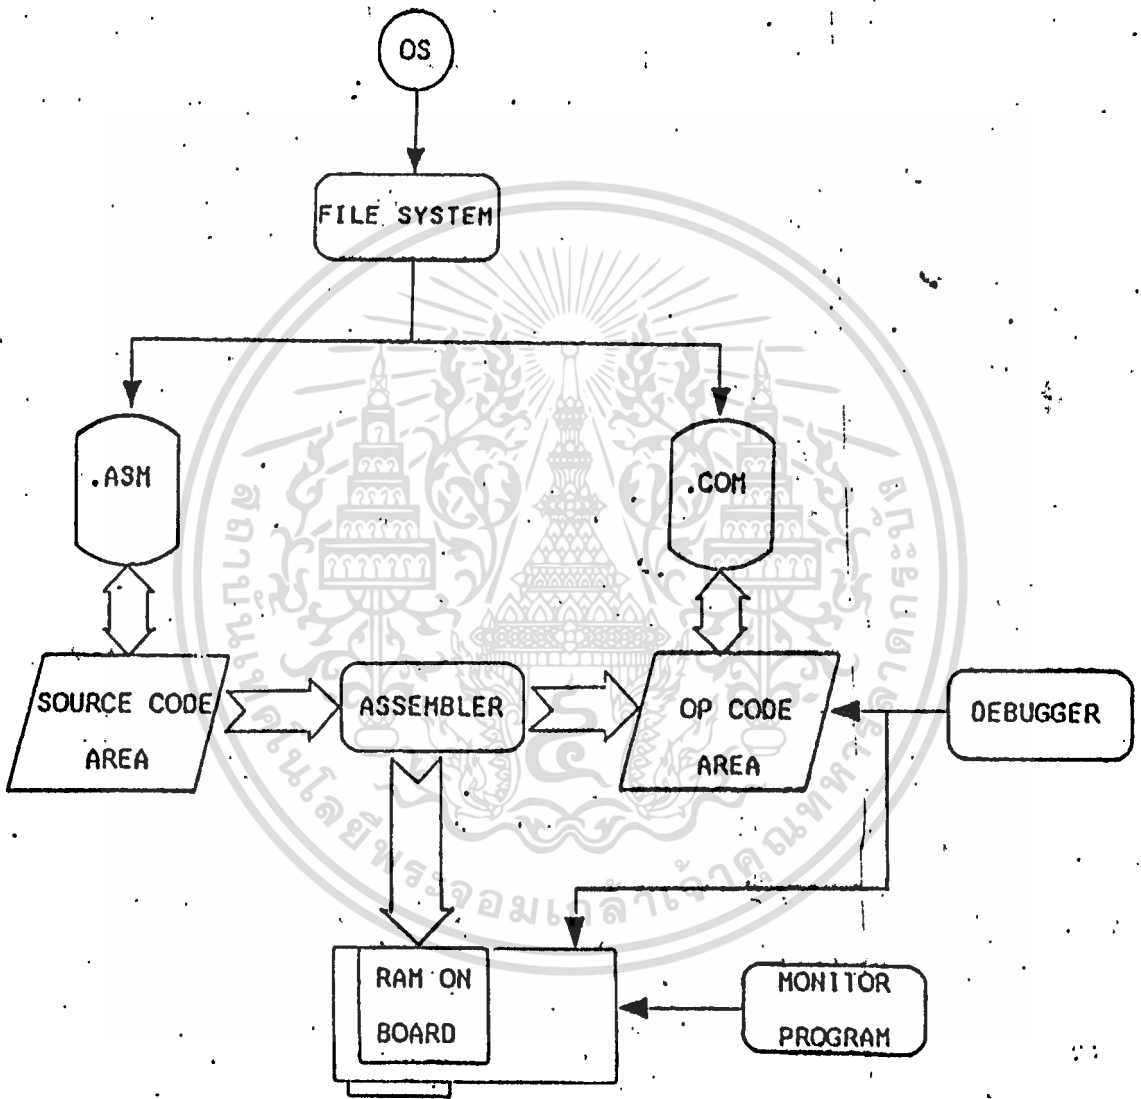 OS
FILE SYSTEM
.ASM
.COM
SOURCE CODE
AREA
ASSEMBLER
OP CODE
AREA
DEBUGGER
RAM ON
BOARD
MONITOR
PROGRAM